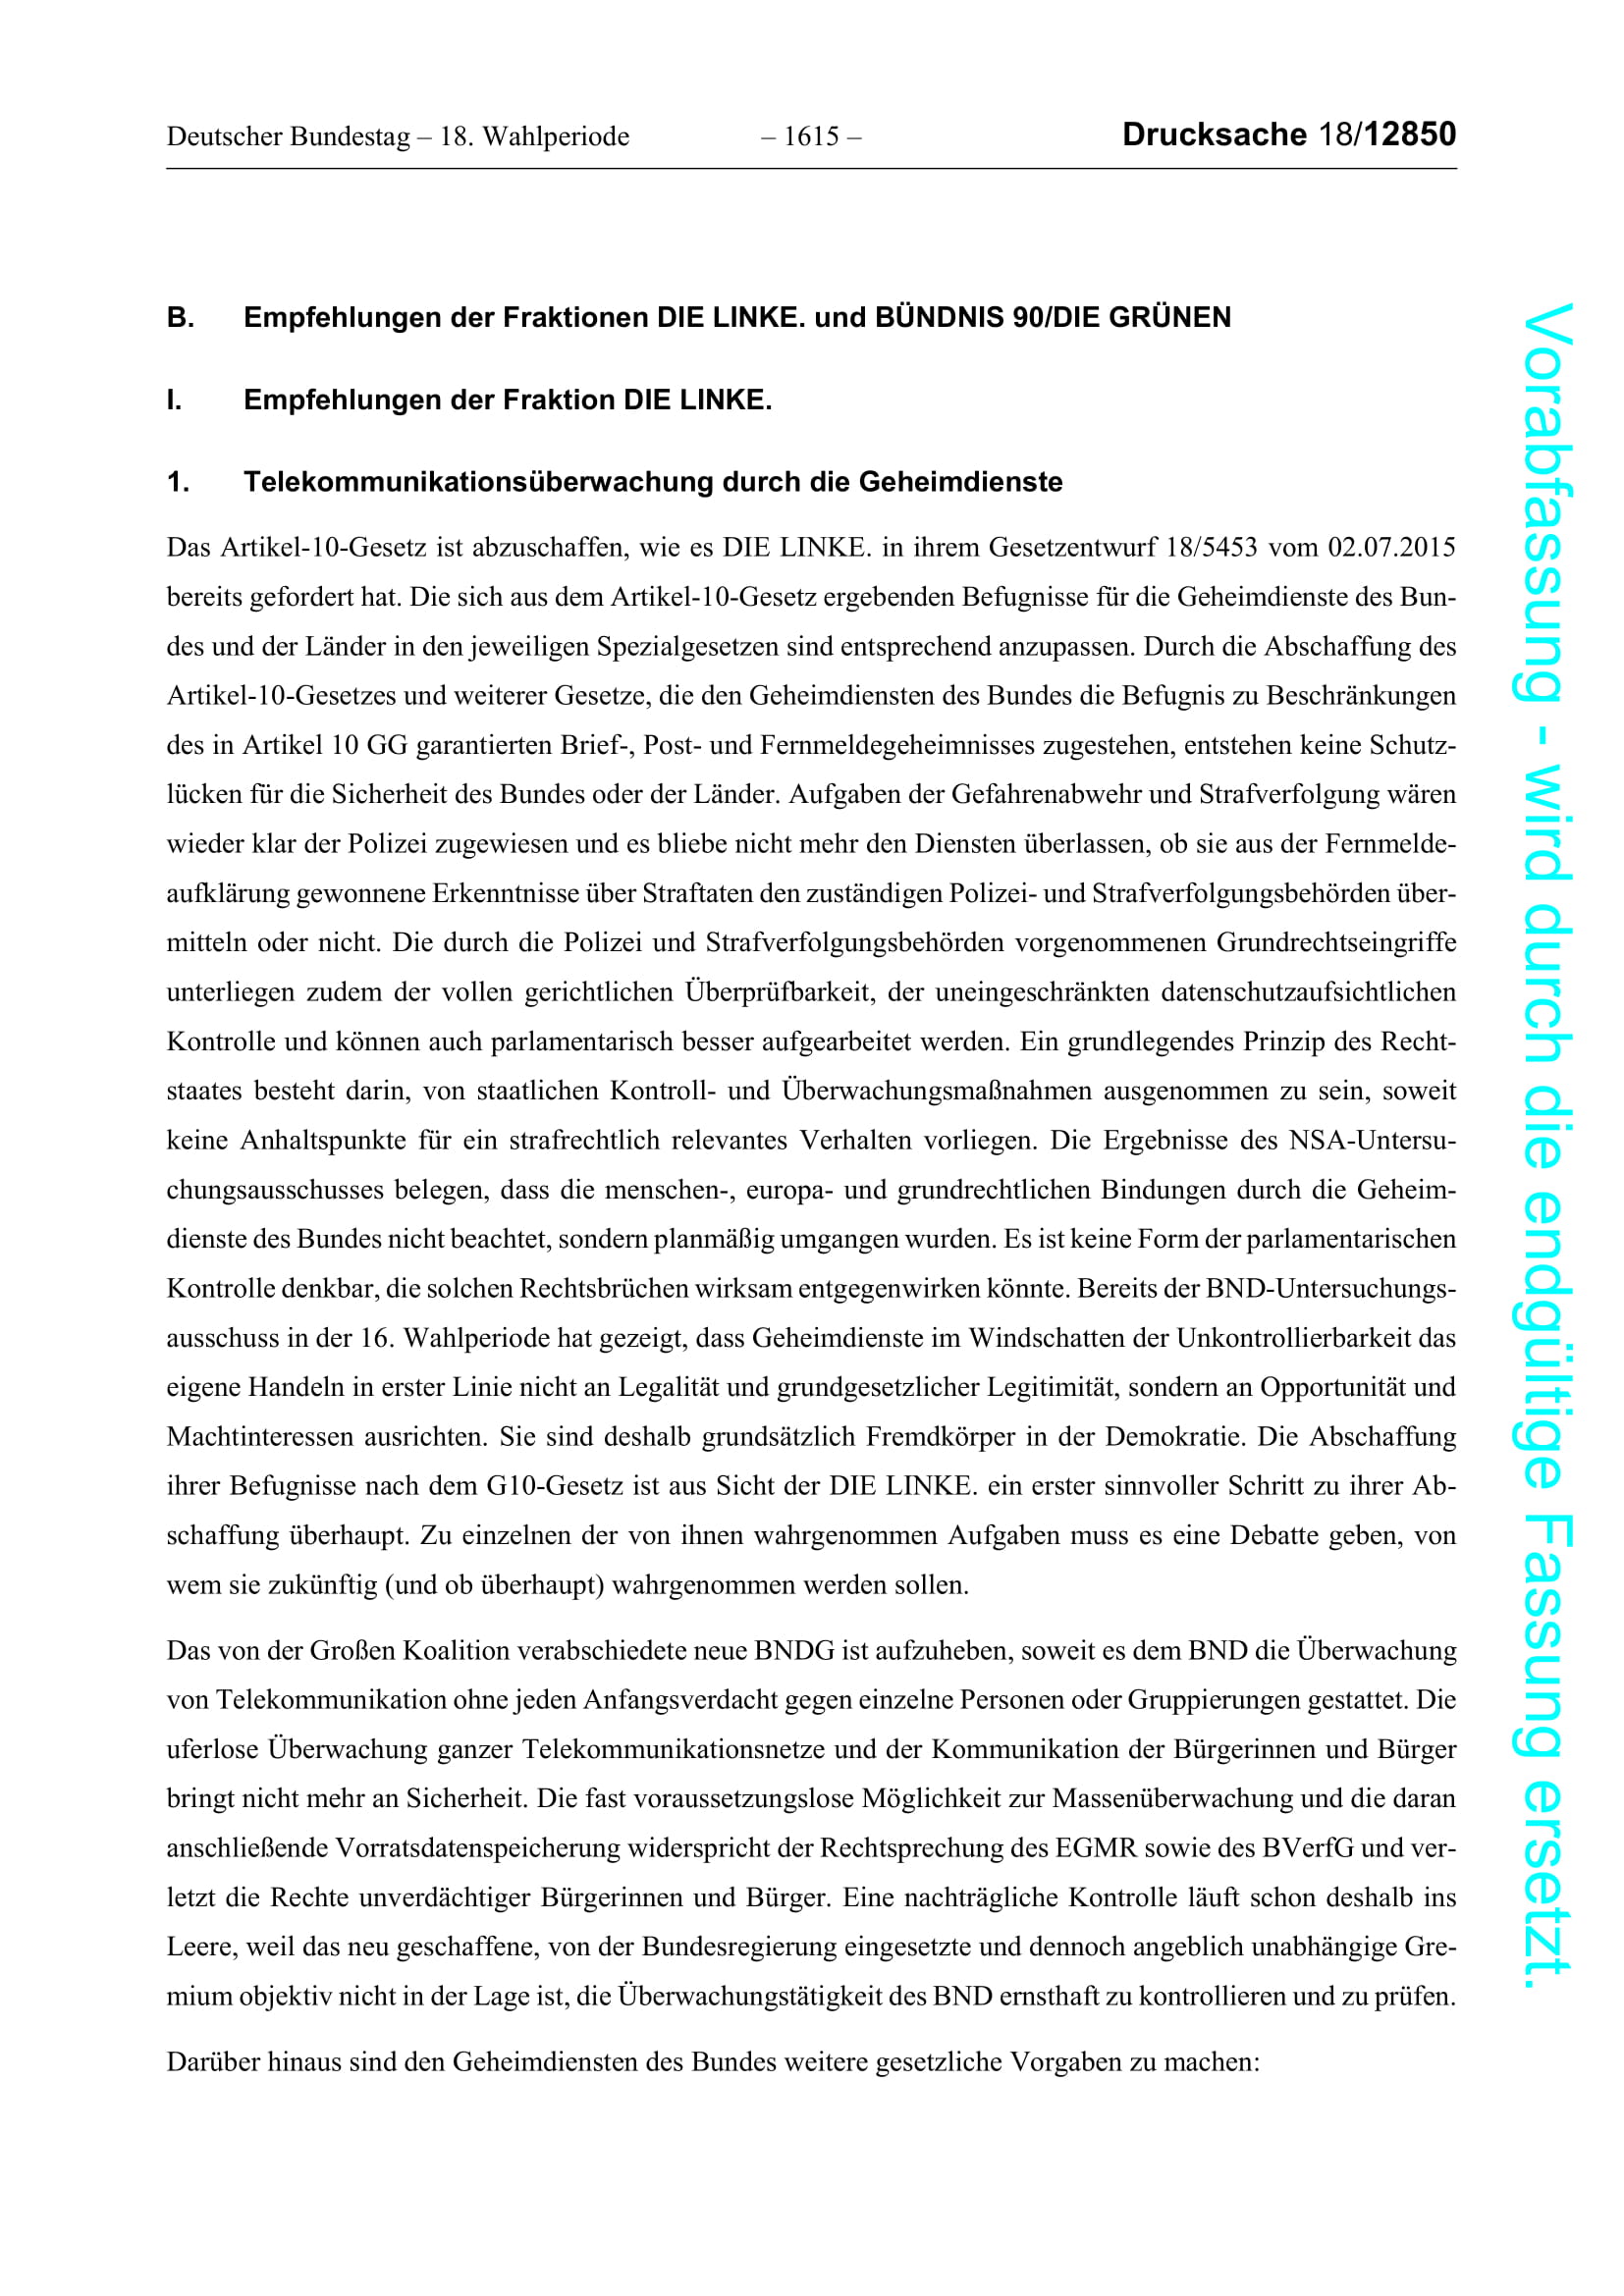 Deutscher Bundestag – 18. Wahlperiode – 1615 – Drucksache 18/12850
B. Empfehlungen der Fraktionen DIE LINKE. und BÜNDNIS 90/DIE GRÜNEN
I. Empfehlungen der Fraktion DIE LINKE.
1. Telekommunikationsüberwachung durch die Geheimdienste
Das Artikel-10-Gesetz ist abzuschaffen, wie es DIE LINKE. in ihrem Gesetzentwurf 18/5453 vom 02.07.2015
bereits gefordert hat. Die sich aus dem Artikel-10-Gesetz ergebenden Befugnisse für die Geheimdienste des Bun-
des und der Länder in den jeweiligen Spezialgesetzen sind entsprechend anzupassen. Durch die Abschaffung des
Artikel-10-Gesetzes und weiterer Gesetze, die den Geheimdiensten des Bundes die Befugnis zu Beschränkungen
des in Artikel 10 GG garantierten Brief-, Post- und Fernmeldegeheimnisses zugestehen, entstehen keine Schutz-
lücken für die Sicherheit des Bundes oder der Länder. Aufgaben der Gefahrenabwehr und Strafverfolgung wären
wieder klar der Polizei zugewiesen und es bliebe nicht mehr den Diensten überlassen, ob sie aus der Fernmelde-
aufklärung gewonnene Erkenntnisse über Straftaten den zuständigen Polizei- und Strafverfolgungsbehörden über-
mitteln oder nicht. Die durch die Polizei und Strafverfolgungsbehörden vorgenommenen Grundrechtseingriffe
unterliegen zudem der vollen gerichtlichen Überprüfbarkeit, der uneingeschränkten datenschutzaufsichtlichen
Kontrolle und können auch parlamentarisch besser aufgearbeitet werden. Ein grundlegendes Prinzip des Recht-
staates besteht darin, von staatlichen Kontroll- und Überwachungsmaßnahmen ausgenommen zu sein, soweit
keine Anhaltspunkte für ein strafrechtlich relevantes Verhalten vorliegen. Die Ergebnisse des NSA-Untersu-
chungsausschusses belegen, dass die menschen-, europa- und grundrechtlichen Bindungen durch die Geheim-
dienste des Bundes nicht beachtet, sondern planmäßig umgangen wurden. Es ist keine Form der parlamentarischen
Kontrolle denkbar, die solchen Rechtsbrüchen wirksam entgegenwirken könnte. Bereits der BND-Untersuchungs-
ausschuss in der 16. Wahlperiode hat gezeigt, dass Geheimdienste im Windschatten der Unkontrollierbarkeit das
eigene Handeln in erster Linie nicht an Legalität und grundgesetzlicher Legitimität, sondern an Opportunität und
Machtinteressen ausrichten. Sie sind deshalb grundsätzlich Fremdkörper in der Demokratie. Die Abschaffung
ihrer Befugnisse nach dem G10-Gesetz ist aus Sicht der DIE LINKE. ein erster sinnvoller Schritt zu ihrer Ab-
schaffung überhaupt. Zu einzelnen der von ihnen wahrgenommen Aufgaben muss es eine Debatte geben, von
wem sie zukünftig (und ob überhaupt) wahrgenommen werden sollen.
Das von der Großen Koalition verabschiedete neue BNDG ist aufzuheben, soweit es dem BND die Überwachung
von Telekommunikation ohne jeden Anfangsverdacht gegen einzelne Personen oder Gruppierungen gestattet. Die
uferlose Überwachung ganzer Telekommunikationsnetze und der Kommunikation der Bürgerinnen und Bürger
bringt nicht mehr an Sicherheit. Die fast voraussetzungslose Möglichkeit zur Massenüberwachung und die daran
anschließende Vorratsdatenspeicherung widerspricht der Rechtsprechung des EGMR sowie des BVerfG und ver-
letzt die Rechte unverdächtiger Bürgerinnen und Bürger. Eine nachträgliche Kontrolle läuft schon deshalb ins
Leere, weil das neu geschaffene, von der Bundesregierung eingesetzte und dennoch angeblich unabhängige Gre-
mium objektiv nicht in der Lage ist, die Überwachungstätigkeit des BND ernsthaft zu kontrollieren und zu prüfen.
Darüber hinaus sind den Geheimdiensten des Bundes weitere gesetzliche Vorgaben zu machen:
Vorabfassung - wird durch die endgültige Fassung ersetzt.